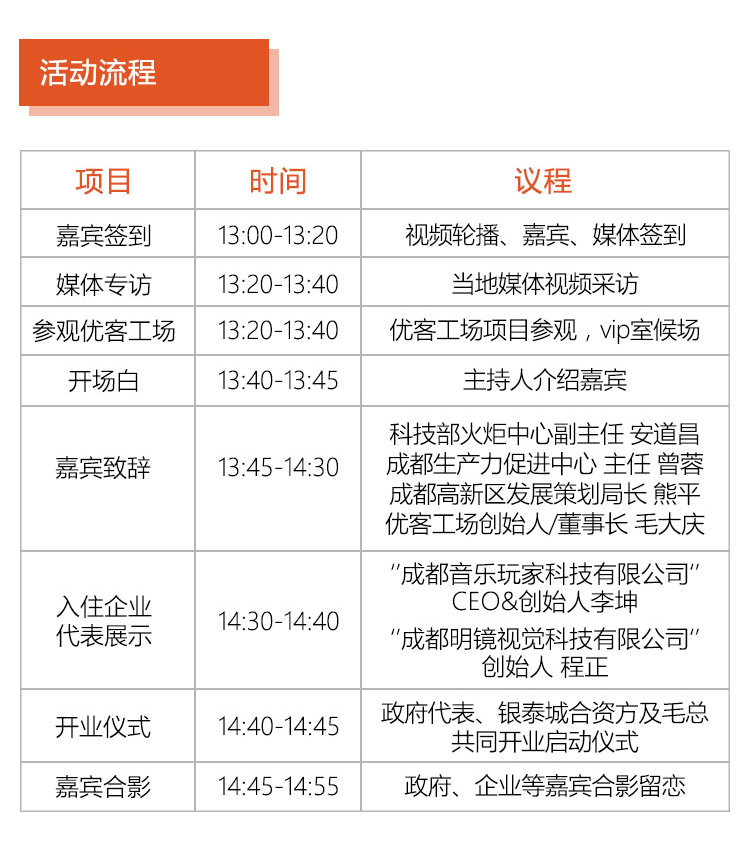 活动流程
项目 时间 议程
嘉宾签到 13:00-13:20 视频轮播、嘉宾、媒体签到
媒体专访 13:20-13:40 当地媒体视频采访
参观优客工场 13:20-13:40 优客工场项目参观，vip室候场
开场白 13:40-13:45 主持人介绍嘉宾
嘉宾致辞 13:45-14:30
科技部火炬中心副主任 安道昌
成都生产力促进中心 主任 曾蓉
成都高新区发展策划局长 熊平
优客工场创始人/董事长 毛大庆
入住企业
代表展示
14:30-14:40
“成都音乐玩家科技有限公司”
CEO&创始人李坤
“成都明镜视觉科技有限公司”
创始人 程正
开业仪式 14:40-14:45
政府代表、银泰城合资方及毛总
共同开业启动仪式
嘉宾合影 14:45-14:55 政府、企业等嘉宾合影留恋